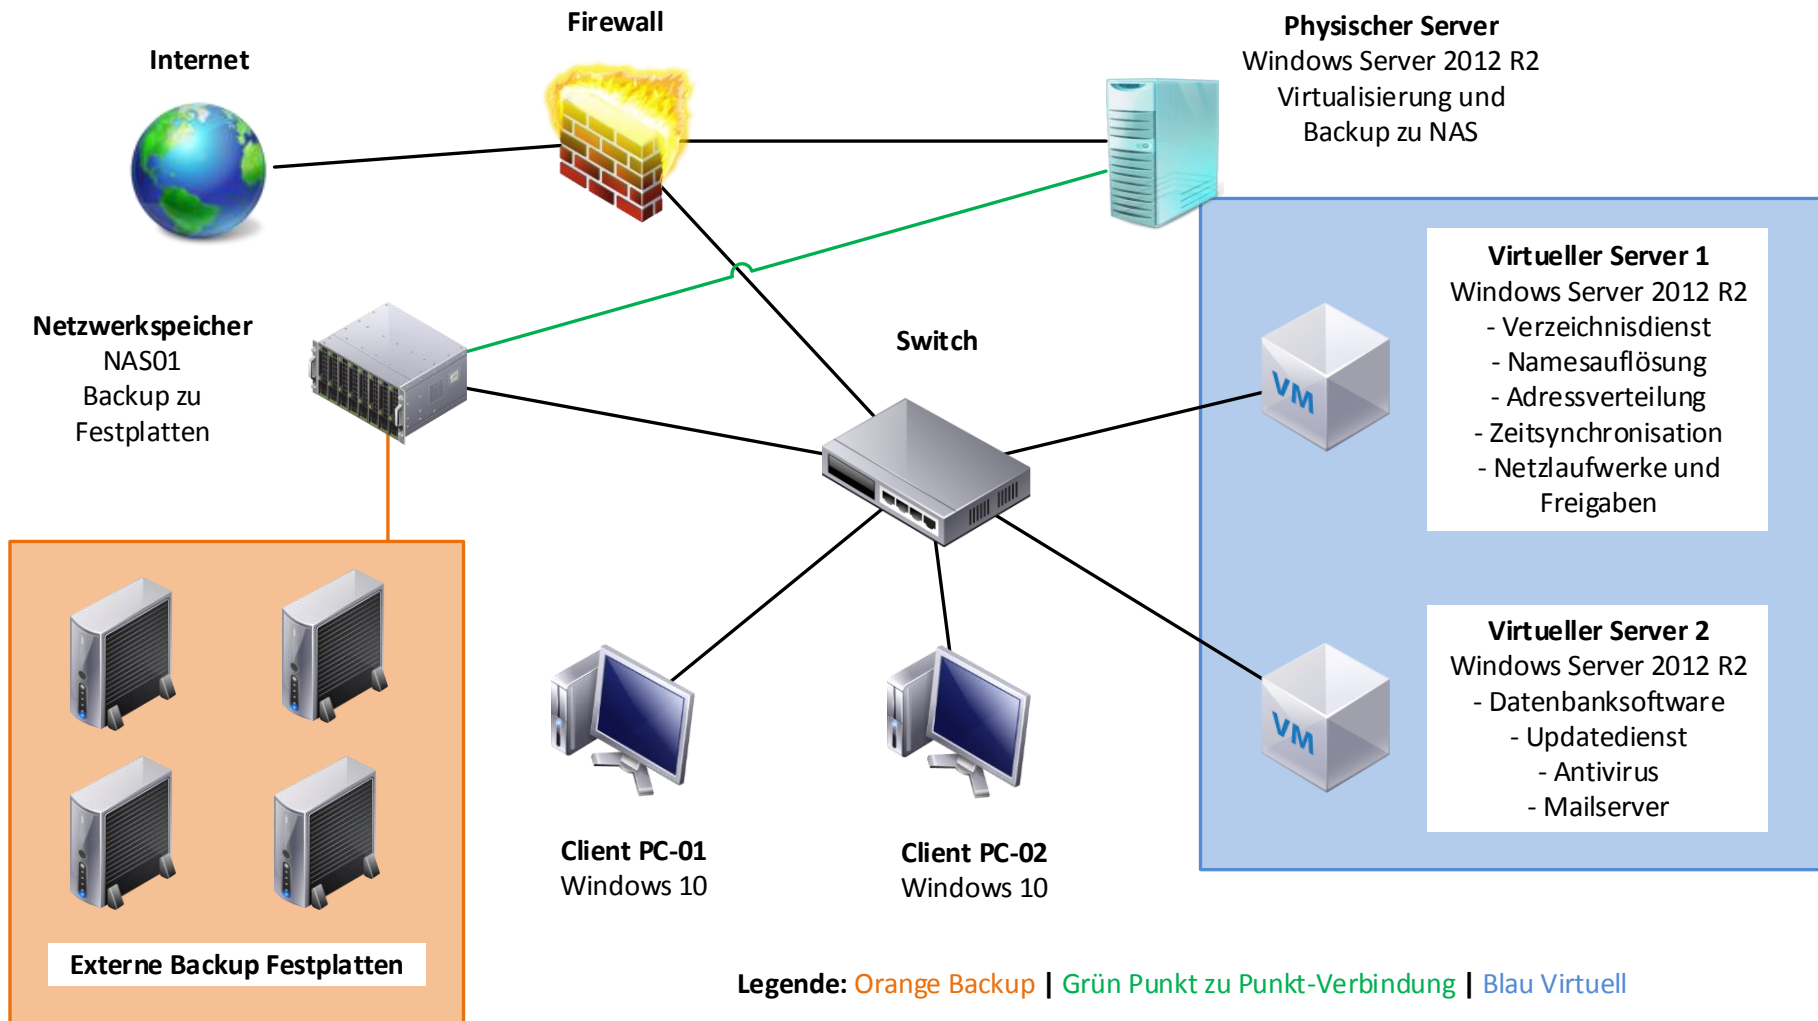 Internet
Firewall
Physischer Server
Windows Server 2012 R2
Virtualisierung und
Backup zu NAS
Netzwerkspeicher
NAS01
Backup zu
Festplatten
Switch
Virtueller Server 1
Windows Server 2012 R2
- Verzeichnisdienst
- Namesauflösung
- Adressverteilung
- Zeitsynchronisation
- Netzlaufwerke und
Freigaben
VM
Virtueller Server 2
Windows Server 2012 R2
- Datenbanksoftware
- Updatedienst
- Antivirus
- Mailserver
VM
Client PC-01
Windows 10
Client PC-02
Windows 10
Externe Backup Festplatten
Legende: Orange Backup | Grün Punkt zu Punkt-Verbindung | Blau Virtuell